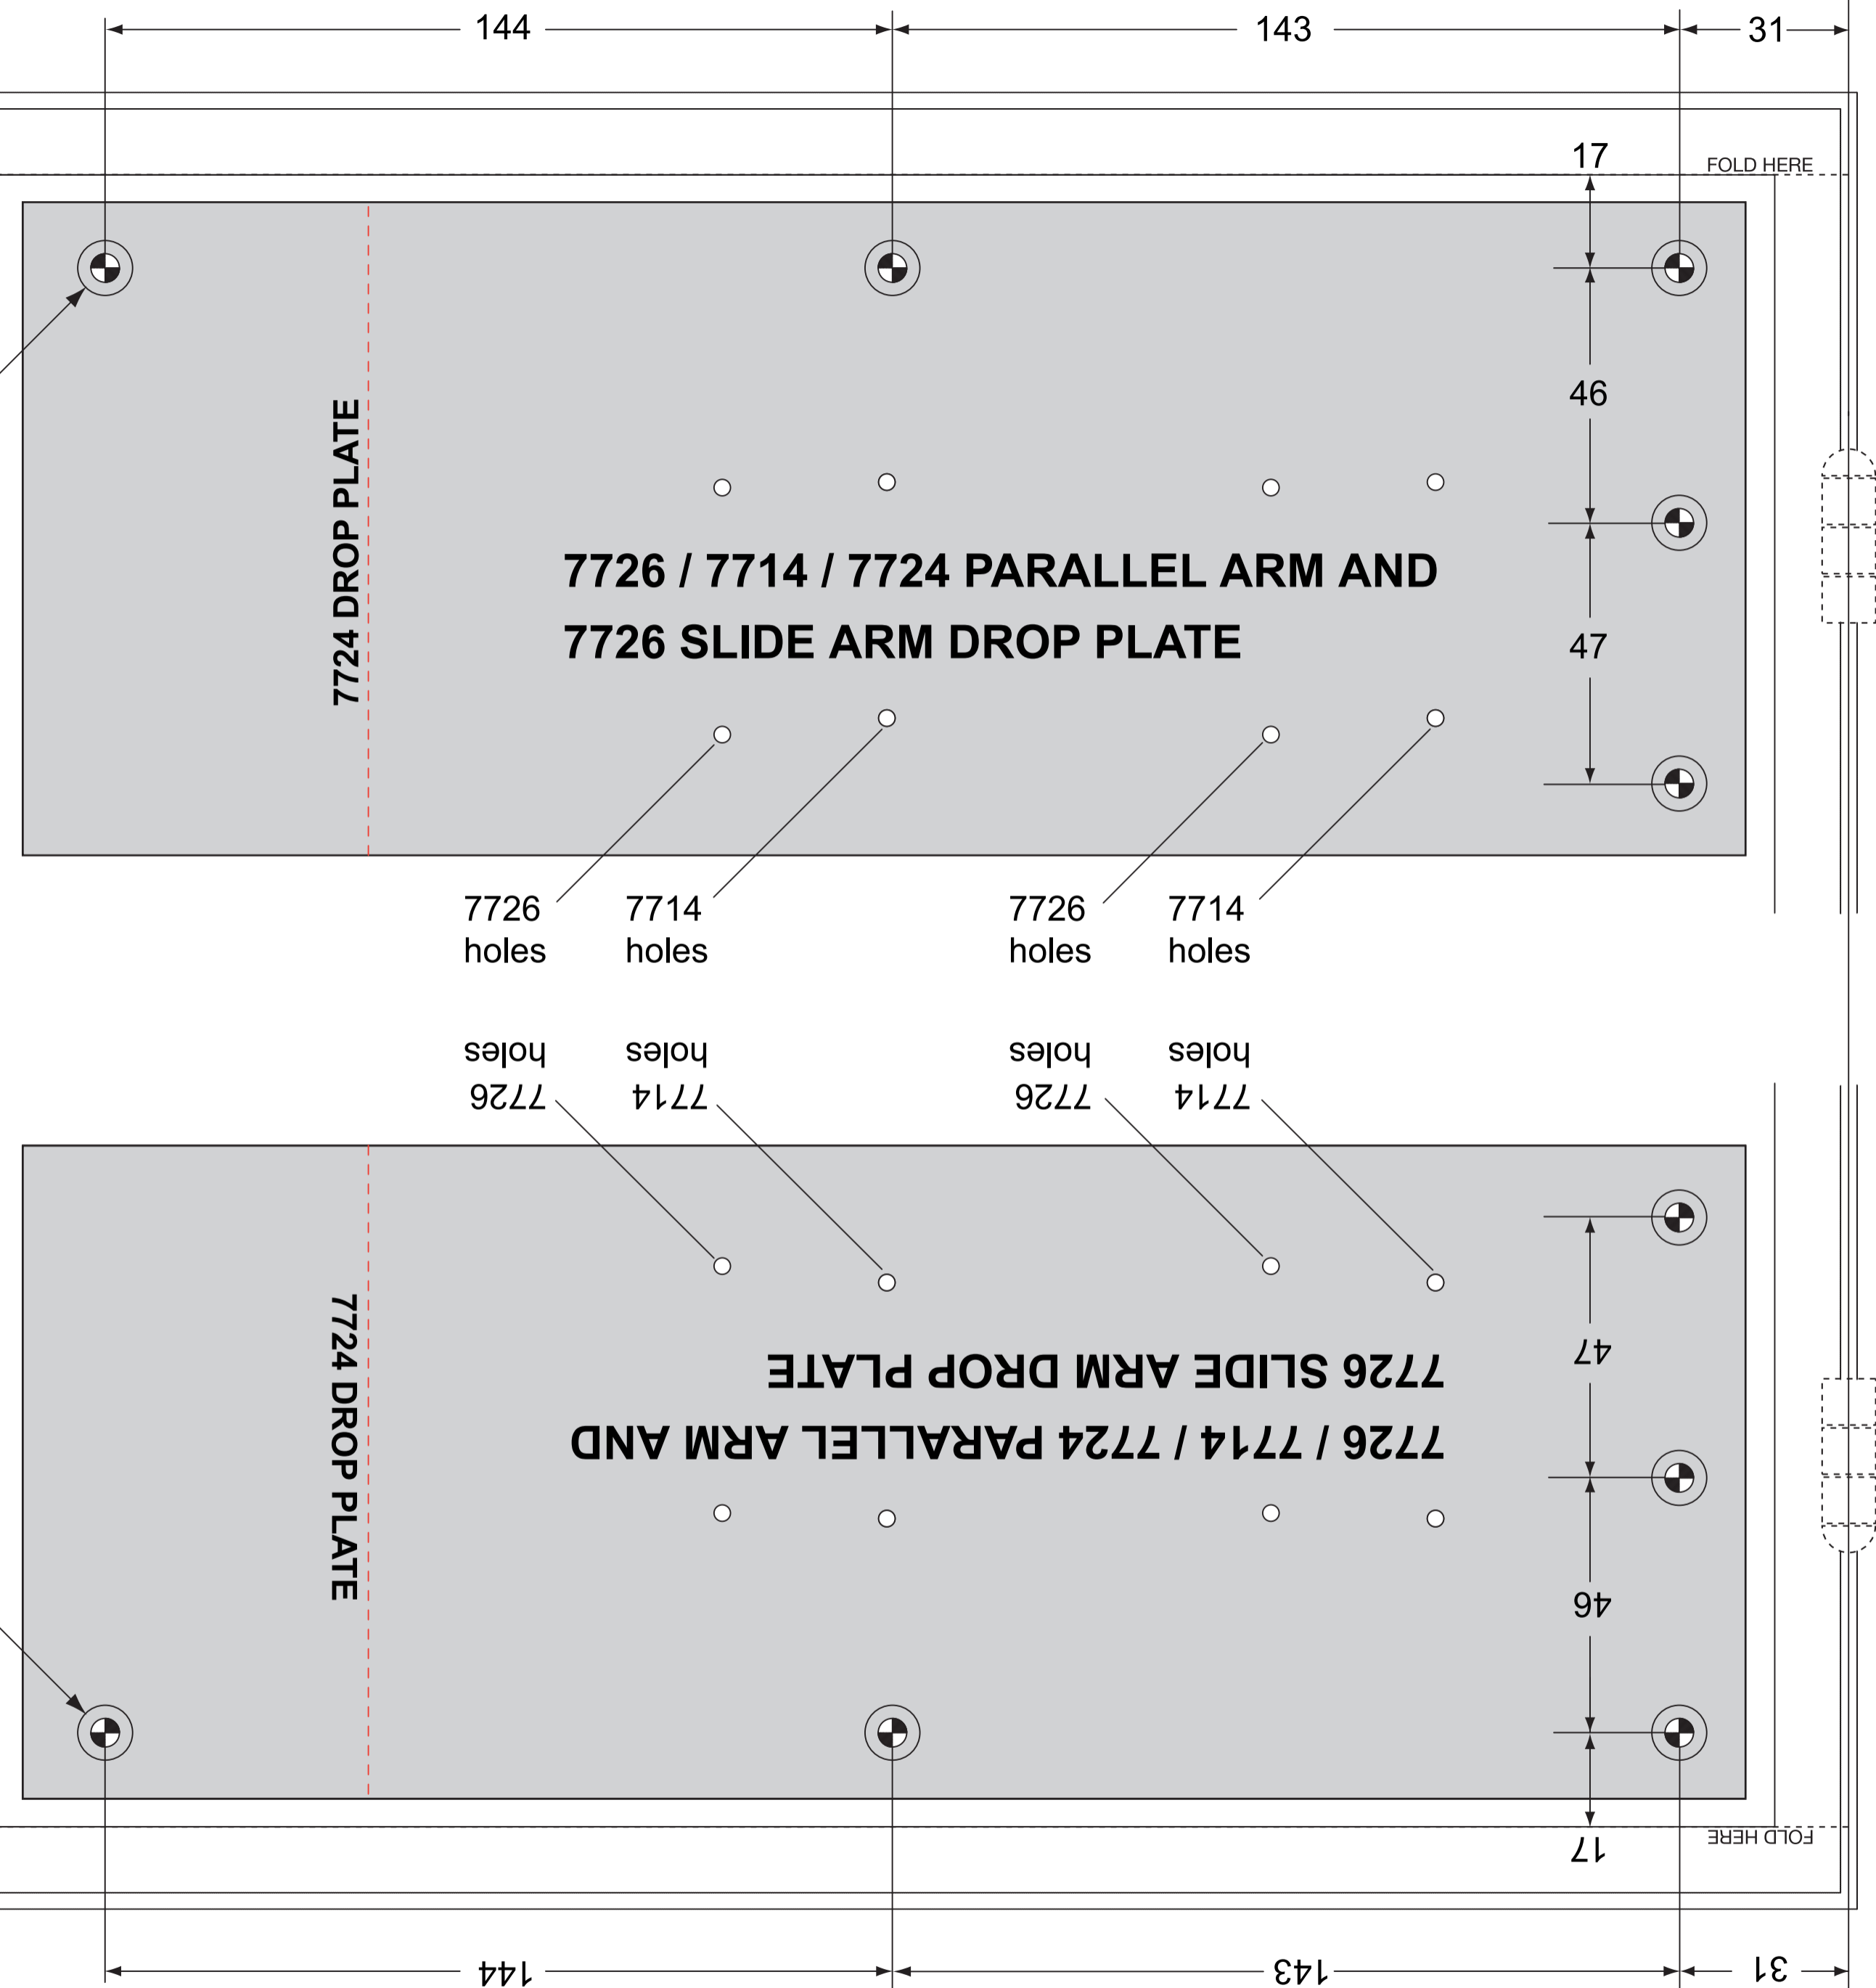 144
143
31
17
FOLD HERE
46
7724 DROP PLATE
7726 / 7714 / 7724 PARALLEL ARM AND
7726 SLIDE ARM DROP PLATE
47
7726
holes
7714
holes
7726
holes
7714
holes
7726
holes
7714
holes
7726
holes
7714
holes
7724 DROP PLATE
47
7726 / 7714 / 7724 PARALLEL ARM AND
7726 SLIDE ARM DROP PLATE
46
17
FOLD HERE
144
143
31